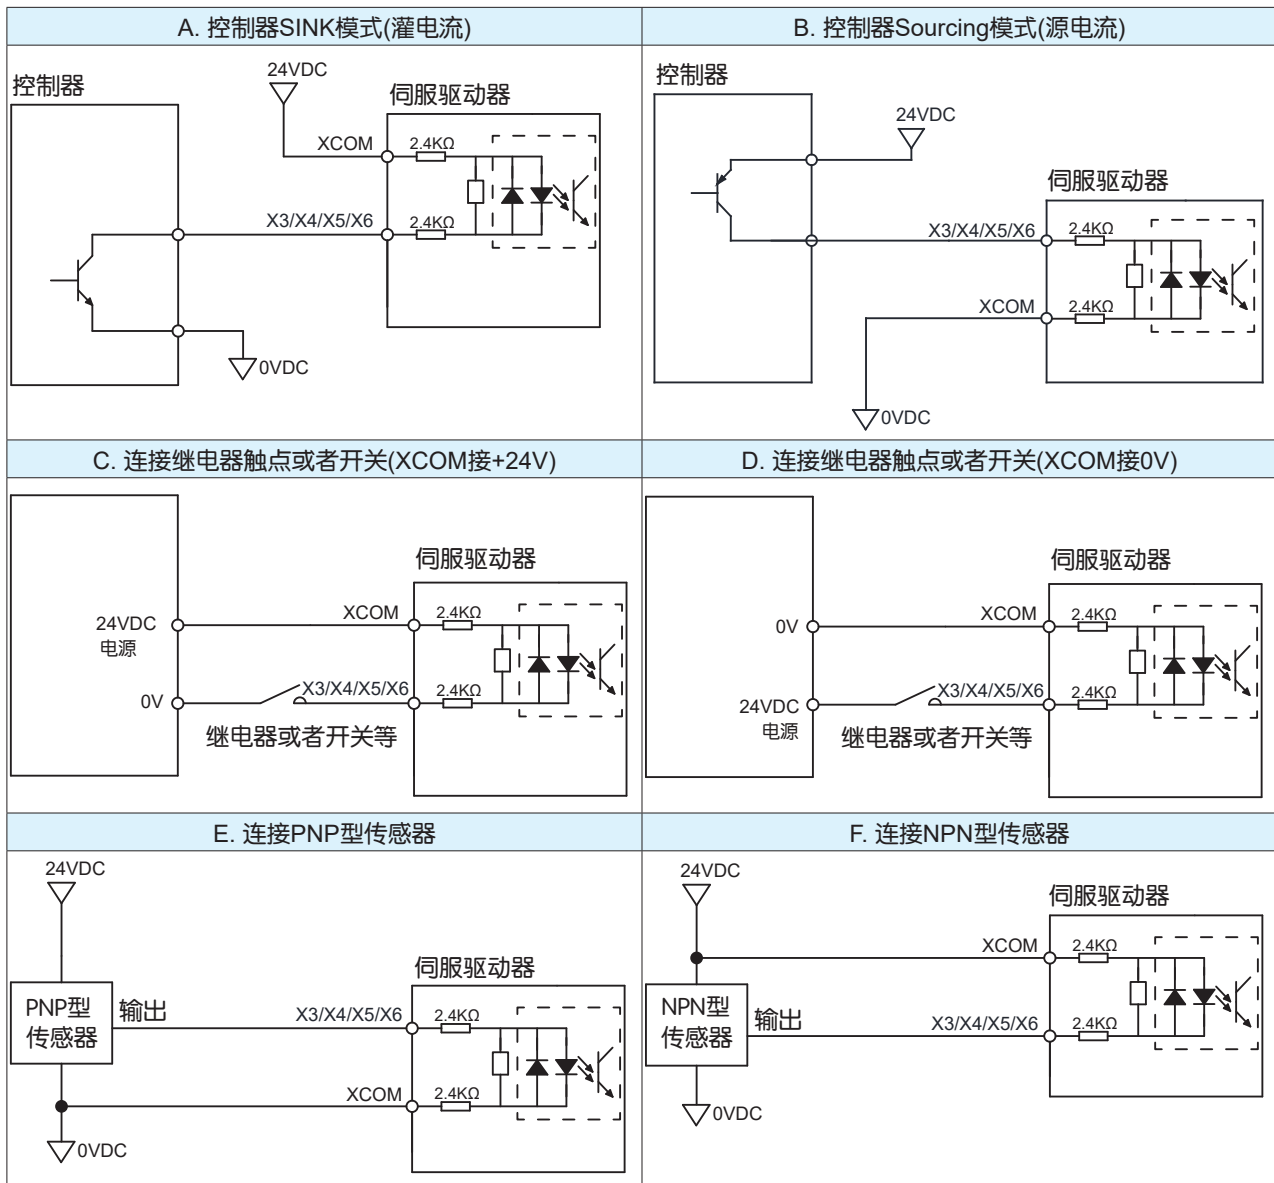 A. 控制器SINK模式(灌电流)
B. 控制器Sourcing模式(源电流)
控制器
24VDC
伺服驱动器
XCOM
2.4KΩ
X3/X4/X5/X6
2.4KΩ
0VDC
控制器
24VDC
伺服驱动器
X3/X4/X5/X6
2.4KΩ
XCOM
2.4KΩ
0VDC
C. 连接继电器触点或者开关(XCOM接+24V)
D. 连接继电器触点或者开关(XCOM接0V)
伺服驱动器
24VDC
电源
XCOM
2.4KΩ
0V
X3/X4/X5/X6
2.4KΩ
继电器或者开关等
伺服驱动器
0V
XCOM
2.4KΩ
24VDC
电源
X3/X4/X5/X6
2.4KΩ
继电器或者开关等
E. 连接PNP型传感器
F. 连接NPN型传感器
24VDC
伺服驱动器
PNP型
传感器
输出
X3/X4/X5/X6
2.4KΩ
XCOM
2.4KΩ
0VDC
24VDC
伺服驱动器
XCOM
2.4KΩ
NPN型
传感器
输出
X3/X4/X5/X6
2.4KΩ
0VDC